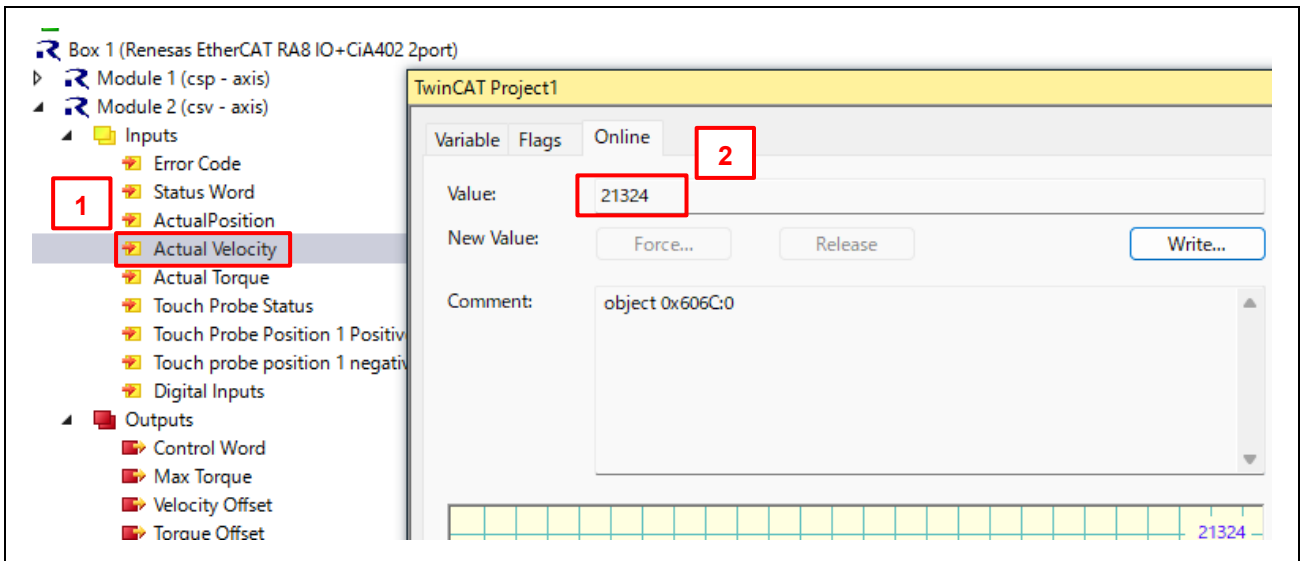 Box 1 (Renesas EtherCAT RA8 IO+CiA402 2port)
Module 1 (csp - axis)
Module 2 (csv - axis)
Inputs
Error Code
Status Word
1
ActualPosition
Actual Velocity
Actual Torque
Touch Probe Status
Touch Probe Position 1 Positiv
Touch probe position 1 negativ
Digital Inputs
Outputs
Control Word
Max Torque
Velocity Offset
Torque Offset
TwinCAT Project1
Variable Flags Online
2
Value: 21324
New Value: Force... Release Write...
Comment: object 0x606C:0
21324